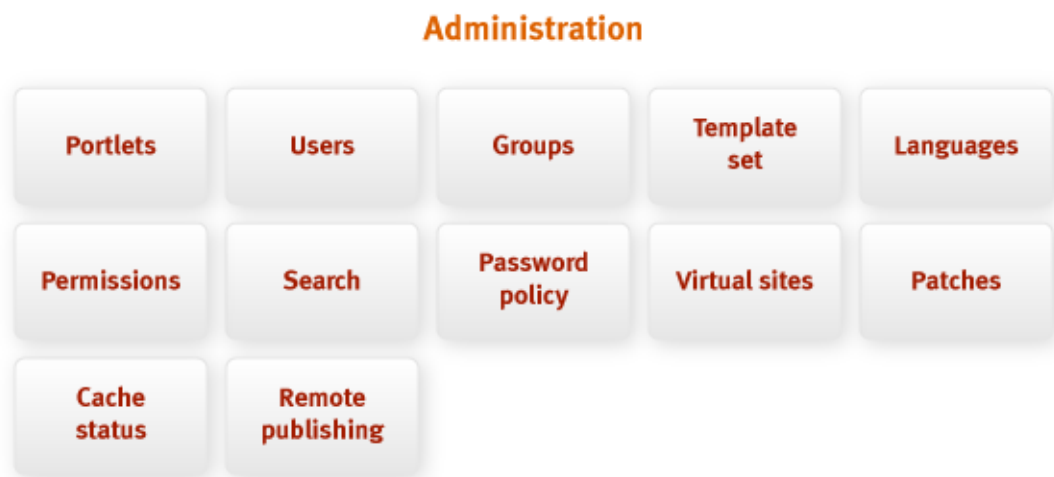 Administration
Portlets
Users
Groups
Template
set
Languages
Permissions
Search
Password
policy
Virtual sites
Patches
Cache
status
Remote
publishing